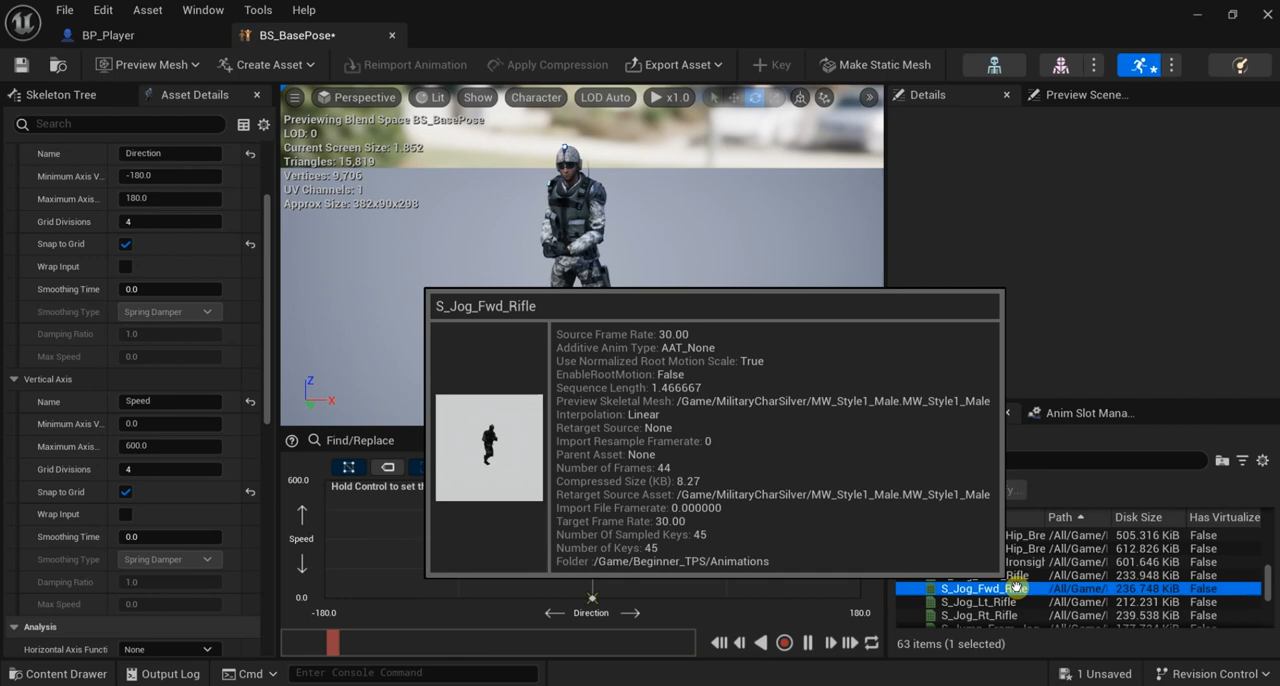 File Edit Asset Window Tools Help
BP_Player
BS_BasePose*
Preview Mesh
Create Asset
Reimport Animation
Apply Compression
Export Asset
Key
Make Static Mesh
Skeleton Tree
Asset Details
Search
Name Direction
Minimum Axis V... -180.0
Maximum Axis... 180.0
Grid Divisions 4
Snap to Grid
Wrap Input
Smoothing Time 0.0
Smoothing Type Spring Damper
Damping Ratio 1.0
Max Speed 0.0
Vertical Axis
Name Speed
Minimum Axis V... 0.0
Maximum Axis... 600.0
Grid Divisions 4
Snap to Grid
Wrap Input
Smoothing Time 0.0
Smoothing Type Spring Damper
Damping Ratio 1.0
Max Speed 0.0
Analysis
Horizontal Axis Functi None
Perspective Lit Show Character LOD Auto x1.0
Previewing Blend Space BS_BasePose
LOD: 0
Current Screen Size: 1.852
Triangles: 15,819
Vertices: 9,706
UV Channels: 1
Approx Size: 382x90x298
Z
X
Find/Replace
Hold Control to set th
600.0
Speed
0.0
-180.0
Direction
180.0
S_Jog_Fwd_Rifle
Source Frame Rate: 30.00
Additive Anim Type: AAT_None
Use Normalized Root Motion Scale: True
EnableRootMotion: False
Sequence Length: 1.466667
Preview Skeletal Mesh: /Game/MilitaryCharSilver/MW_Style1_Male.MW_Style1_Male
Interpolation: Linear
Retarget Source: None
Import Resample Framerate: 0
Parent Asset: None
Number of Frames: 44
Compressed Size (KB): 8.27
Retarget Source Asset: /Game/MilitaryCharSilver/MW_Style1_Male.MW_Style1_Male
Import File Framerate: 0.000000
Target Frame Rate: 30.00
Number Of Sampled Keys: 45
Number of Keys: 45
Folder :/Game/Beginner_TPS/Animations
Details
Preview Scene...
Anim Slot Mana...
Path Disk Size Has Virtualize
Hip_Bre /All/Game/I 505.316 KiB False
Hip_Bre /All/Game/I 612.826 KiB False
Ironsigh /All/Game/I 601.646 KiB False
Rifle /All/Game/I 233.948 KiB False
S_Jog_Fwd_Rifle /All/Game/I 236.748 KiB False
S_Jog_Lt_Rifle /All/Game/I 212.231 KiB False
S_Jog_Rt_Rifle /All/Game/I 239.538 KiB False
63 items (1 selected)
Content Drawer
Output Log
Cmd
Enter Console Command
1 Unsaved
Revision Control